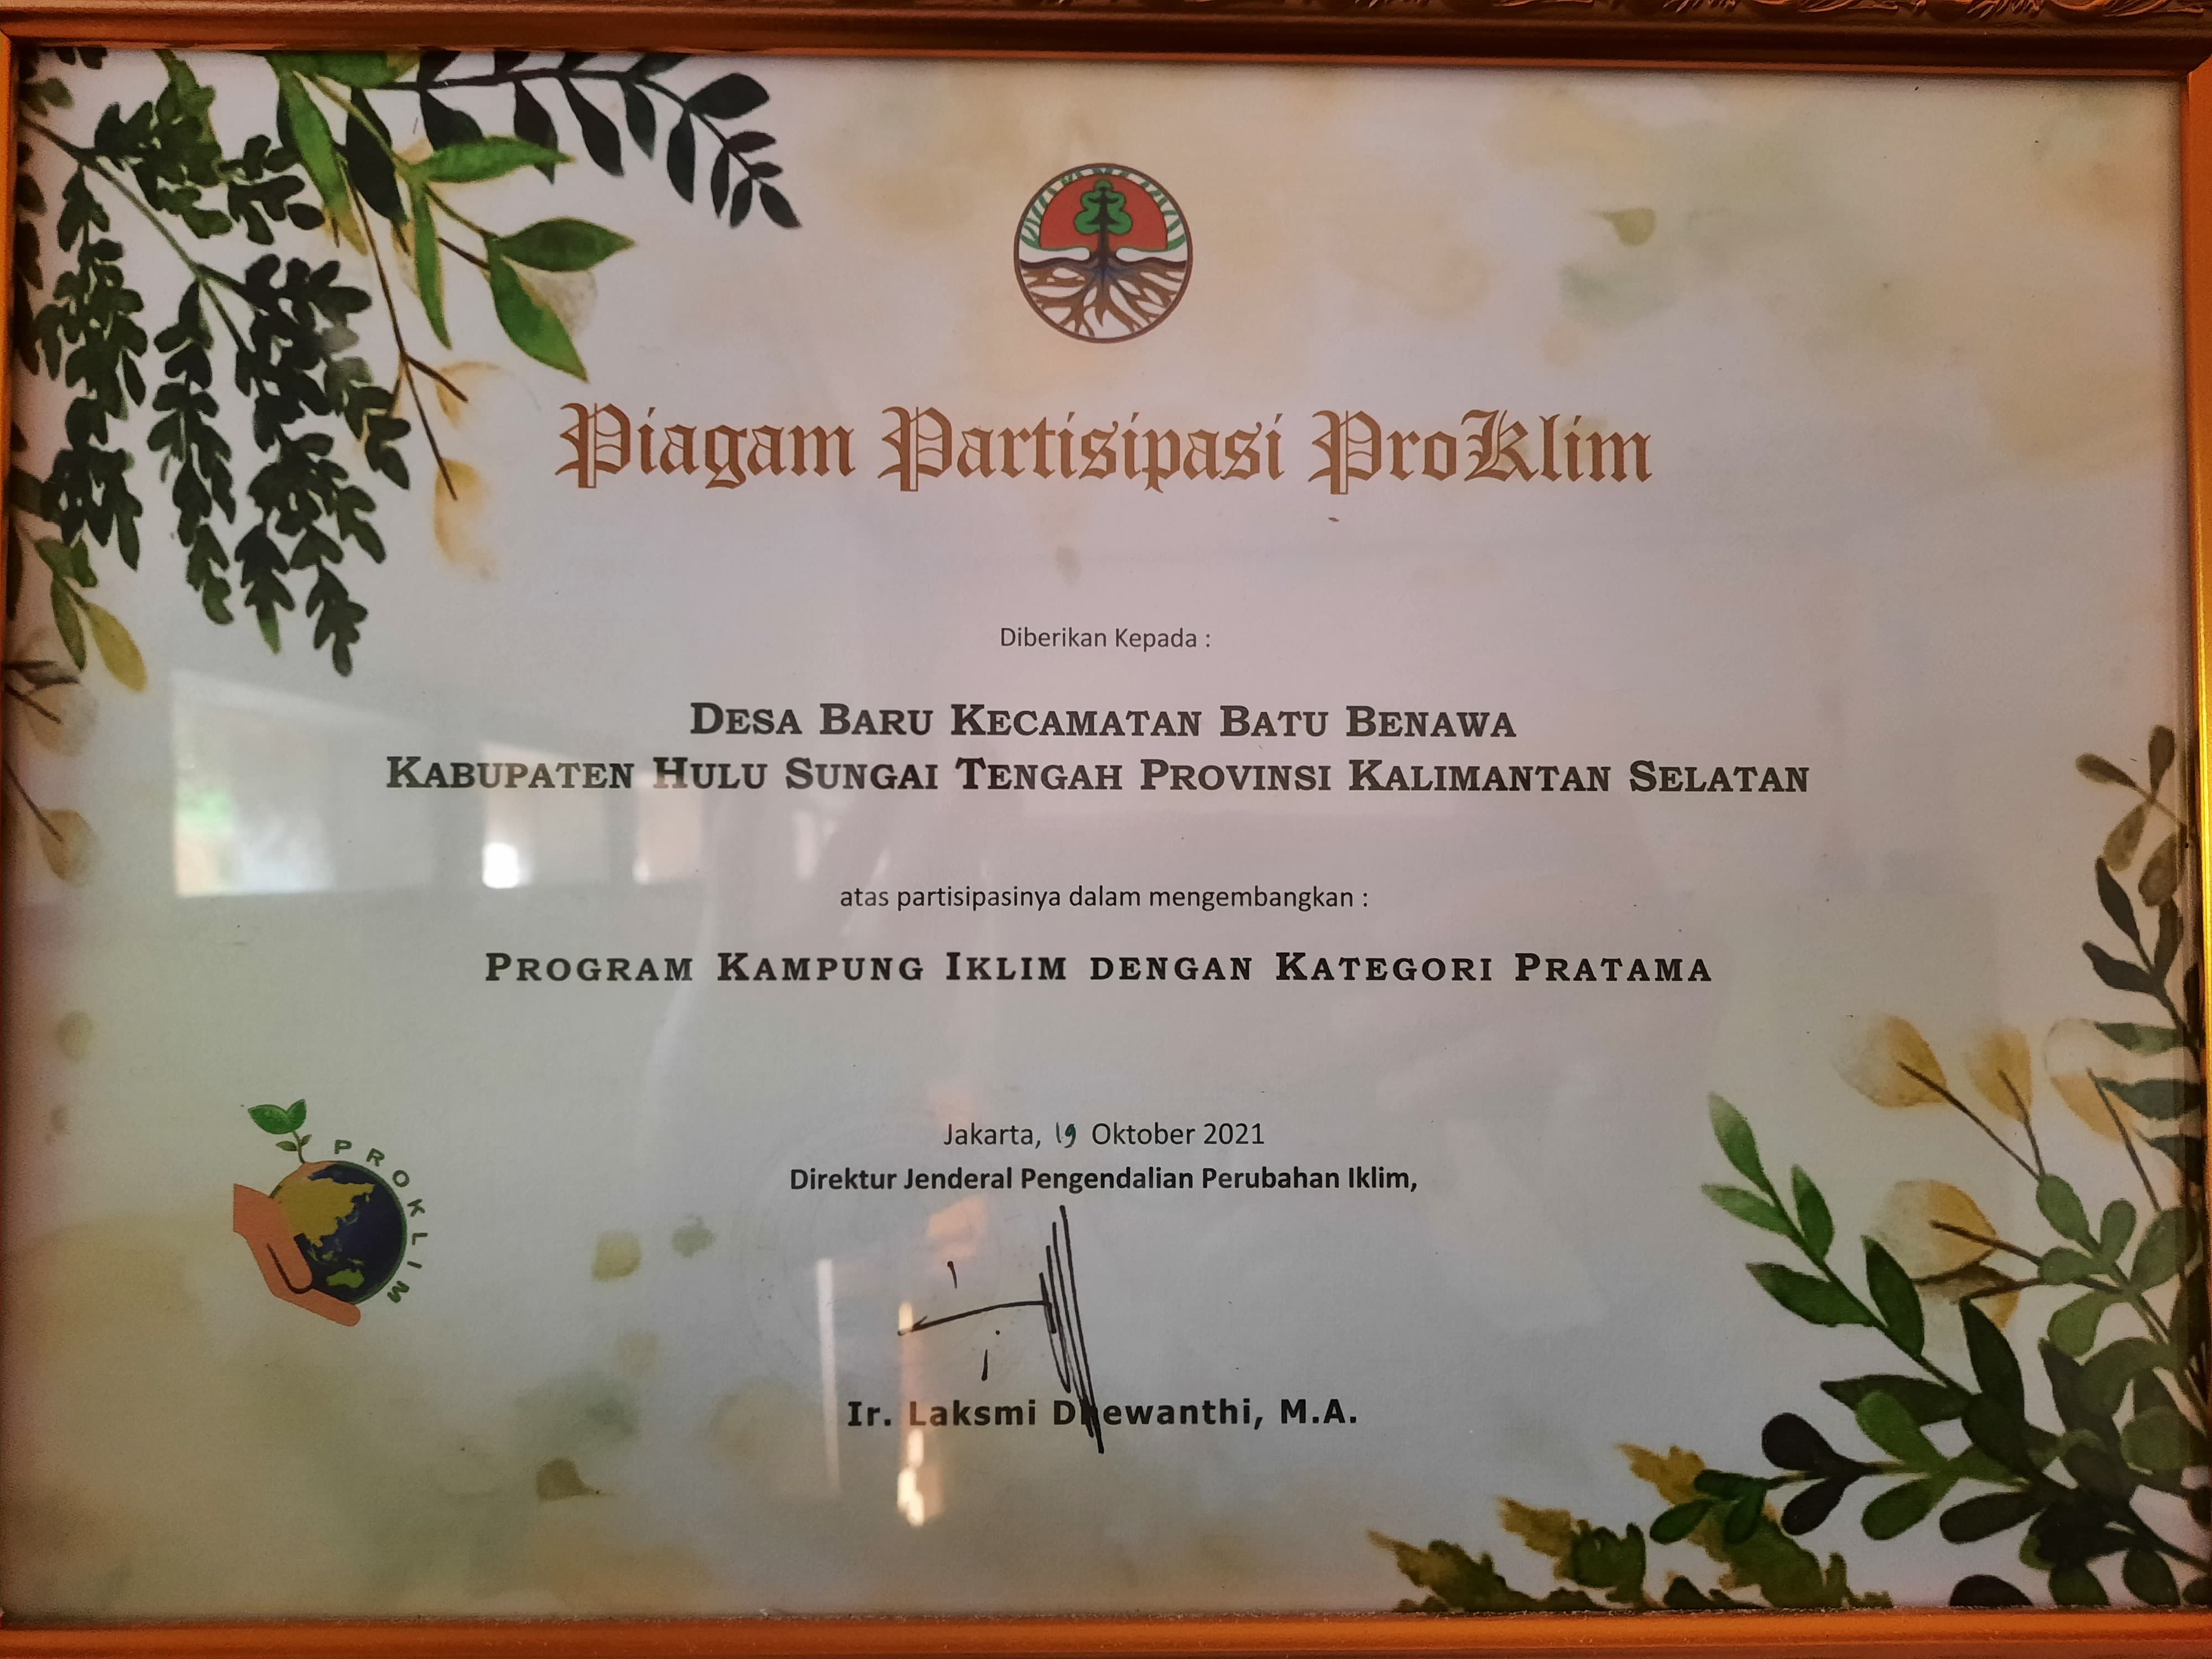 Piagam Partisipasi ProKlim
Diberikan Kepada :
DESA BARU KECAMATAN BATU BENAWA
KABUPATEN HULU SUNGAI TENGAH PROVINSI KALIMANTAN SELATAN
atas partisipasinya dalam mengembangkan :
PROGRAM KAMPUNG IKLIM DENGAN KATEGORI PRATAMA
PROKLIM
Jakarta, 19 Oktober 2021
Direktur Jenderal Pengendalian Perubahan Iklim,
Ir. Laksmi Dhewanthi, M.A.